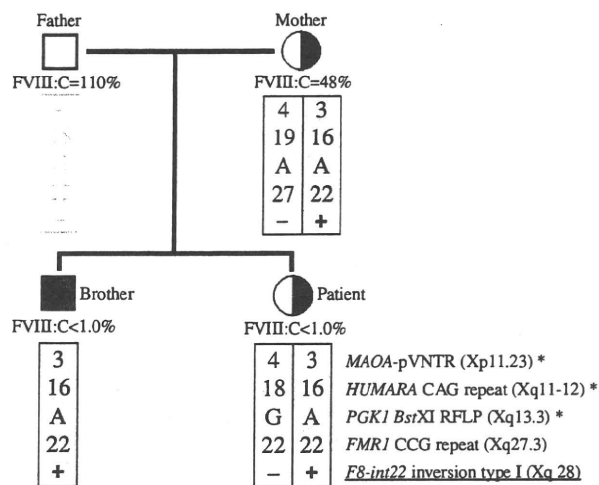 Father Mother
FVIII:C=110% FVIII:C=48%
4 3
19 16
A A
27 22
− +
Brother Patient
FVIII:C<1.0% FVIII:C<1.0%
3 4 3 MAOA-pVNTR (Xp11.23) *
16 18 16 HUMARA CAG repeat (Xq11-12) *
A G A PGK1 BstXI RFLP (Xq13.3) *
22 22 22 FMR1 CCG repeat (Xq27.3)
+ − + F8-int22 inversion type I (Xq 28)